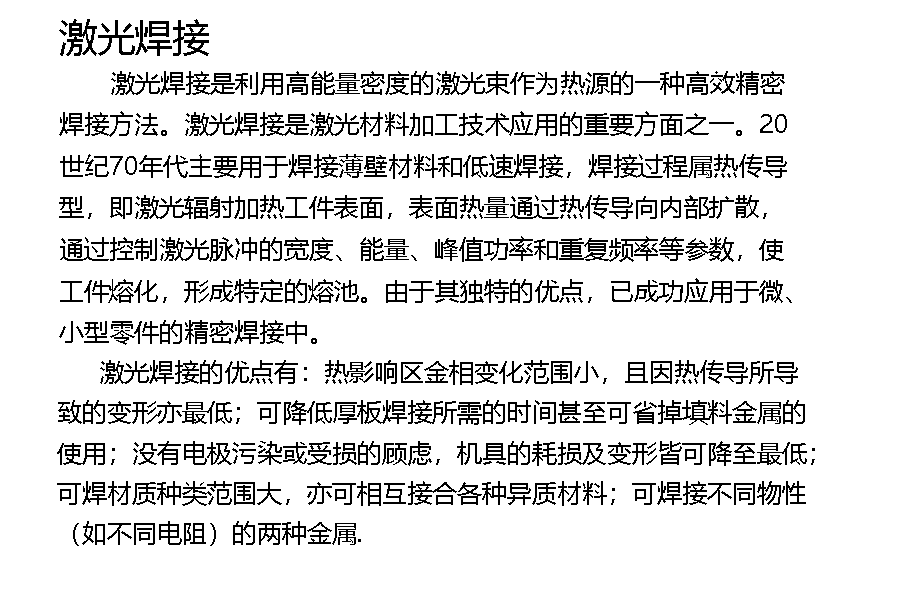 激光焊接
激光焊接是利用高能量密度的激光束作为热源的一种高效精密
焊接方法。激光焊接是激光材料加工技术应用的重要方面之一。20
世纪70年代主要用于焊接薄壁材料和低速焊接，焊接过程属热传导
型，即激光辐射加热工件表面，表面热量通过热传导向内部扩散，
通过控制激光脉冲的宽度、能量、峰值功率和重复频率等参数，使
工件熔化，形成特定的熔池。由于其独特的优点，已成功应用于微、
小型零件的精密焊接中。
激光焊接的优点有：热影响区金相变化范围小，且因热传导所导
致的变形亦最低；可降低厚板焊接所需的时间甚至可省掉填料金属的
使用；没有电极污染或受损的顾虑，机具的耗损及变形皆可降至最低；
可焊材质种类范围大，亦可相互接合各种异质材料；可焊接不同物性
（如不同电阻）的两种金属.